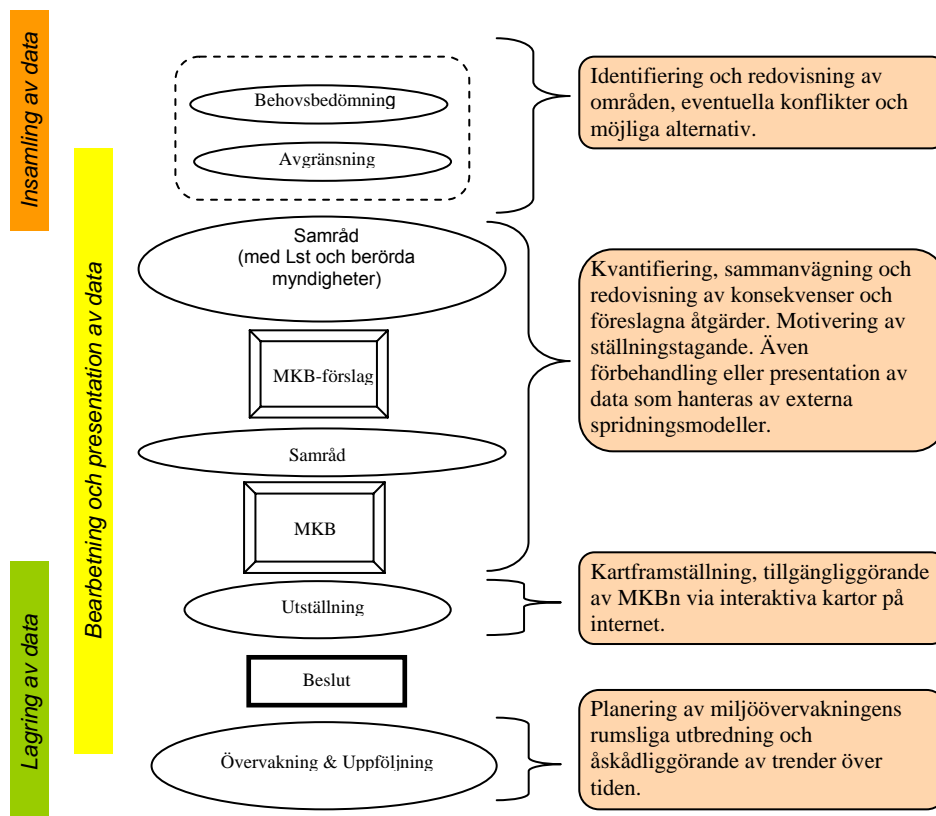 Insamling av data
Bearbetning och presentation av data
Lagring av data
Behovsbedömning
Avgränsning
Samråd
(med Lst och berörda
myndigheter)
MKB-förslag
Samråd
MKB
Utställning
Beslut
Övervakning & Uppföljning
Identifiering och redovisning av
områden, eventuella konflikter och
möjliga alternativ.
Kvantifiering, sammanvägning och
redovisning av konsekvenser och
föreslagna åtgärder. Motivering av
ställningstagande. Även
förbehandling eller presentation av
data som hanteras av externa
spridningsmodeller.
Kartframställning, tillgängliggörande
av MKBn via interaktiva kartor på
internet.
Planering av miljöövervakningens
rumsliga utbredning och
åskådliggörande av trender över
tiden.